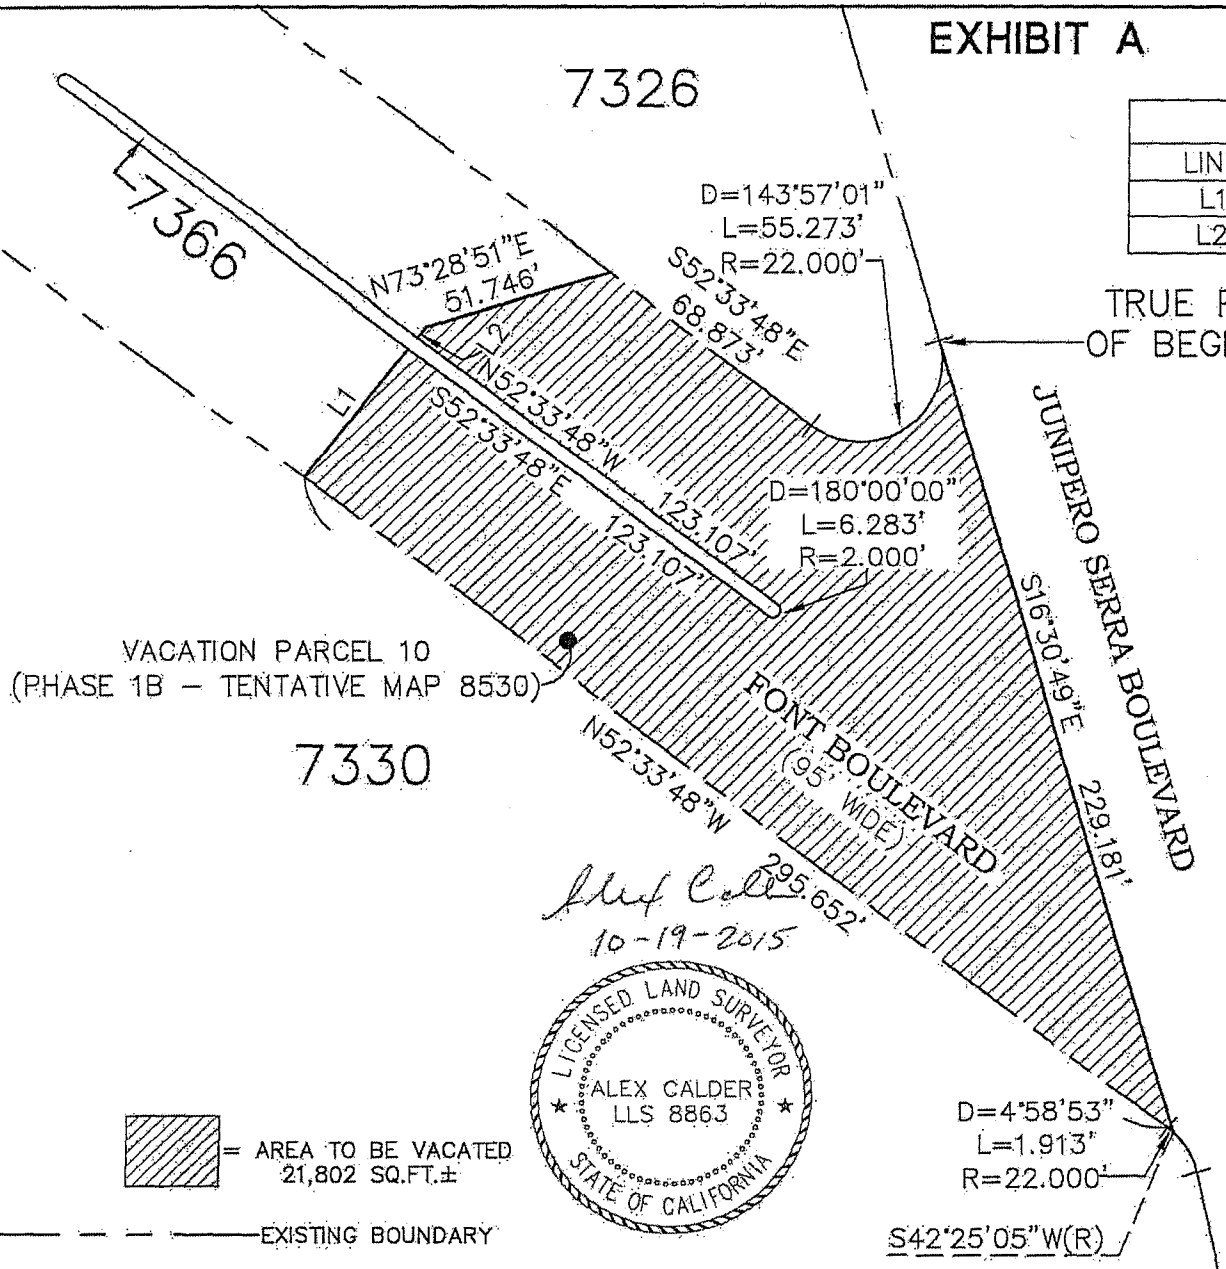 EXHIBIT A
7326
LIN
L1
L2
7366
D=143°57'01"
L=55.273'
R=22.000'
N73°28'51"E
51.746'
S52°33'48"E
68.873'
TRUE
OF BEGI
L2
L1
N52°33'48"W
123.107'
S52°33'48"E
123.107'
D=180°00'00"
L=6.283'
R=2.000'
JUNIPERO SERRA BOULEVARD
S16°30'49"E
229.181'
VACATION PARCEL 10
(PHASE 1B – TENTATIVE MAP 8530)
7330
FONT BOULEVARD
(95' WIDE)
N52°33'48"W
295.652'
10-19-2015
LICENSED LAND SURVEYOR
ALEX CALDER
LLS 8863
STATE OF CALIFORNIA
= AREA TO BE VACATED
21,802 SQ.FT.±
EXISTING BOUNDARY
D=4°58'53"
L=1.913'
R=22.000'
S42°25'05"W(R)